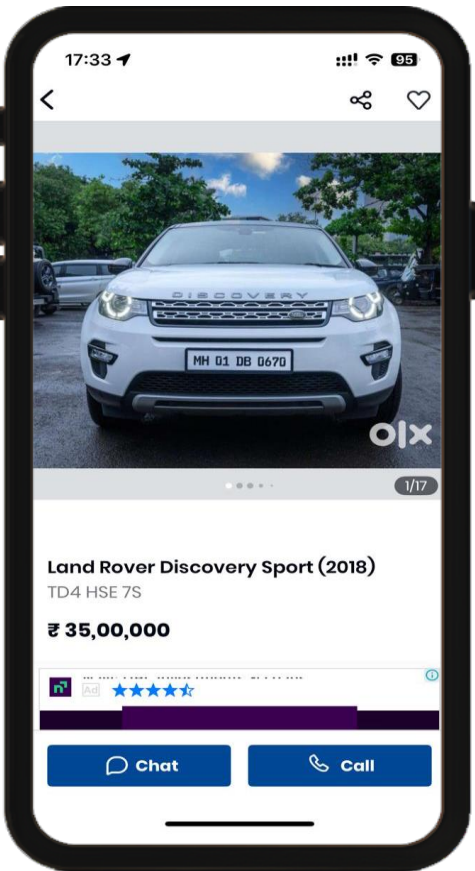 17:33
95
DISCOVERY
MH 01 DB 0670
olx
1/17
Land Rover Discovery Sport (2018)
TD4 HSE 7S
₹ 35,00,000
Ad
Chat
Call